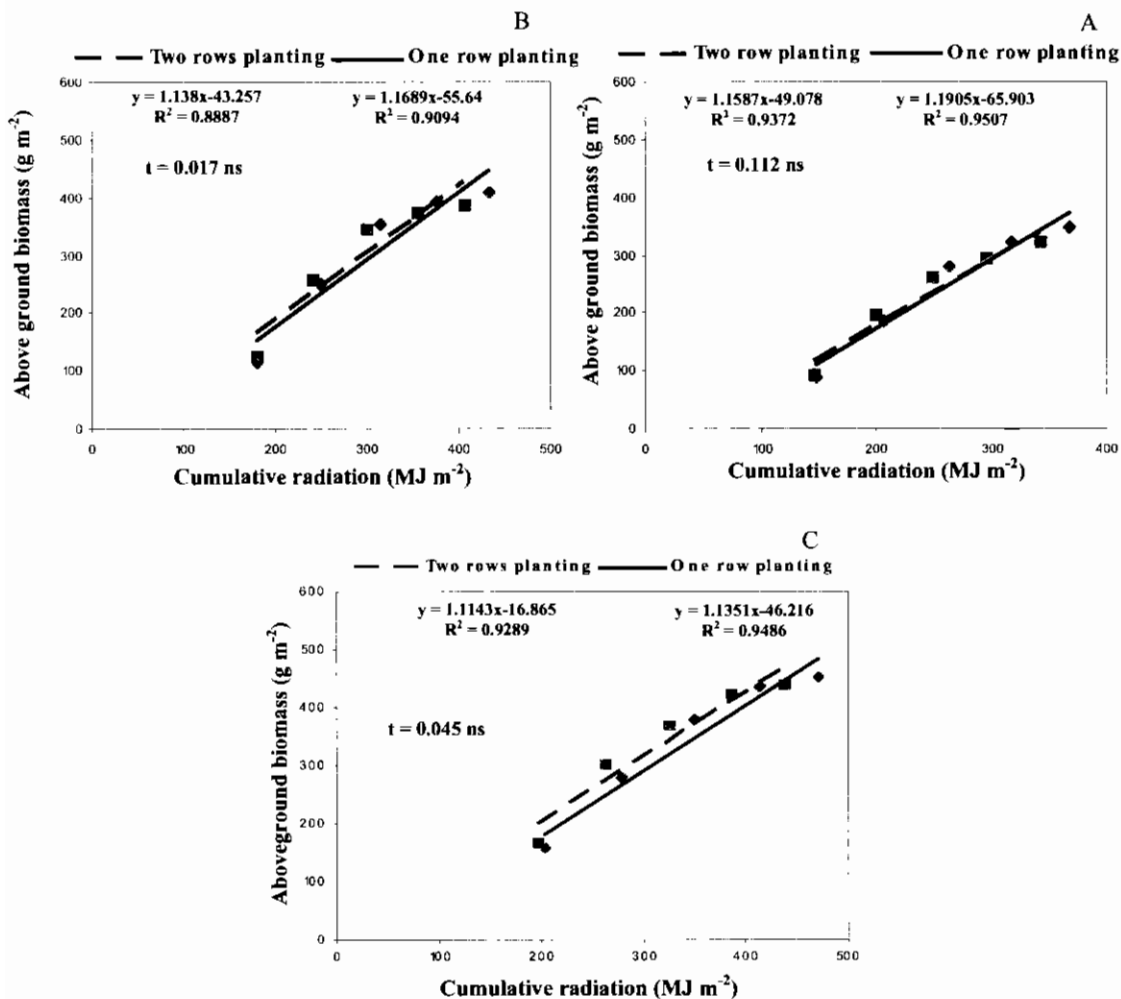 B
Two rows planting One row planting
y = 1.138x-43.257 y = 1.1689x-55.64
R² = 0.8887 R² = 0.9094
t = 0.017 ns
600
500
400
300
200
100
0
0 100 200 300 400 500
Above ground biomass (g m⁻²)
Cumulative radiation (MJ m⁻²)
A
Two row planting One row planting
y = 1.1587x-49.078 y = 1.1905x-65.903
R² = 0.9372 R² = 0.9507
t = 0.112 ns
600
500
400
300
200
100
0
0 100 200 300 400
Above ground biomass (g m⁻²)
Cumulative radiation (MJ m⁻²)
C
Two rows planting One row planting
y = 1.1143x-16.865 y = 1.1351x-46.216
R² = 0.9289 R² = 0.9486
t = 0.045 ns
600
500
400
300
200
100
0
0 100 200 300 400 500
Aboveground biomass (g m⁻²)
Cumulative radiation (MJ m⁻²)